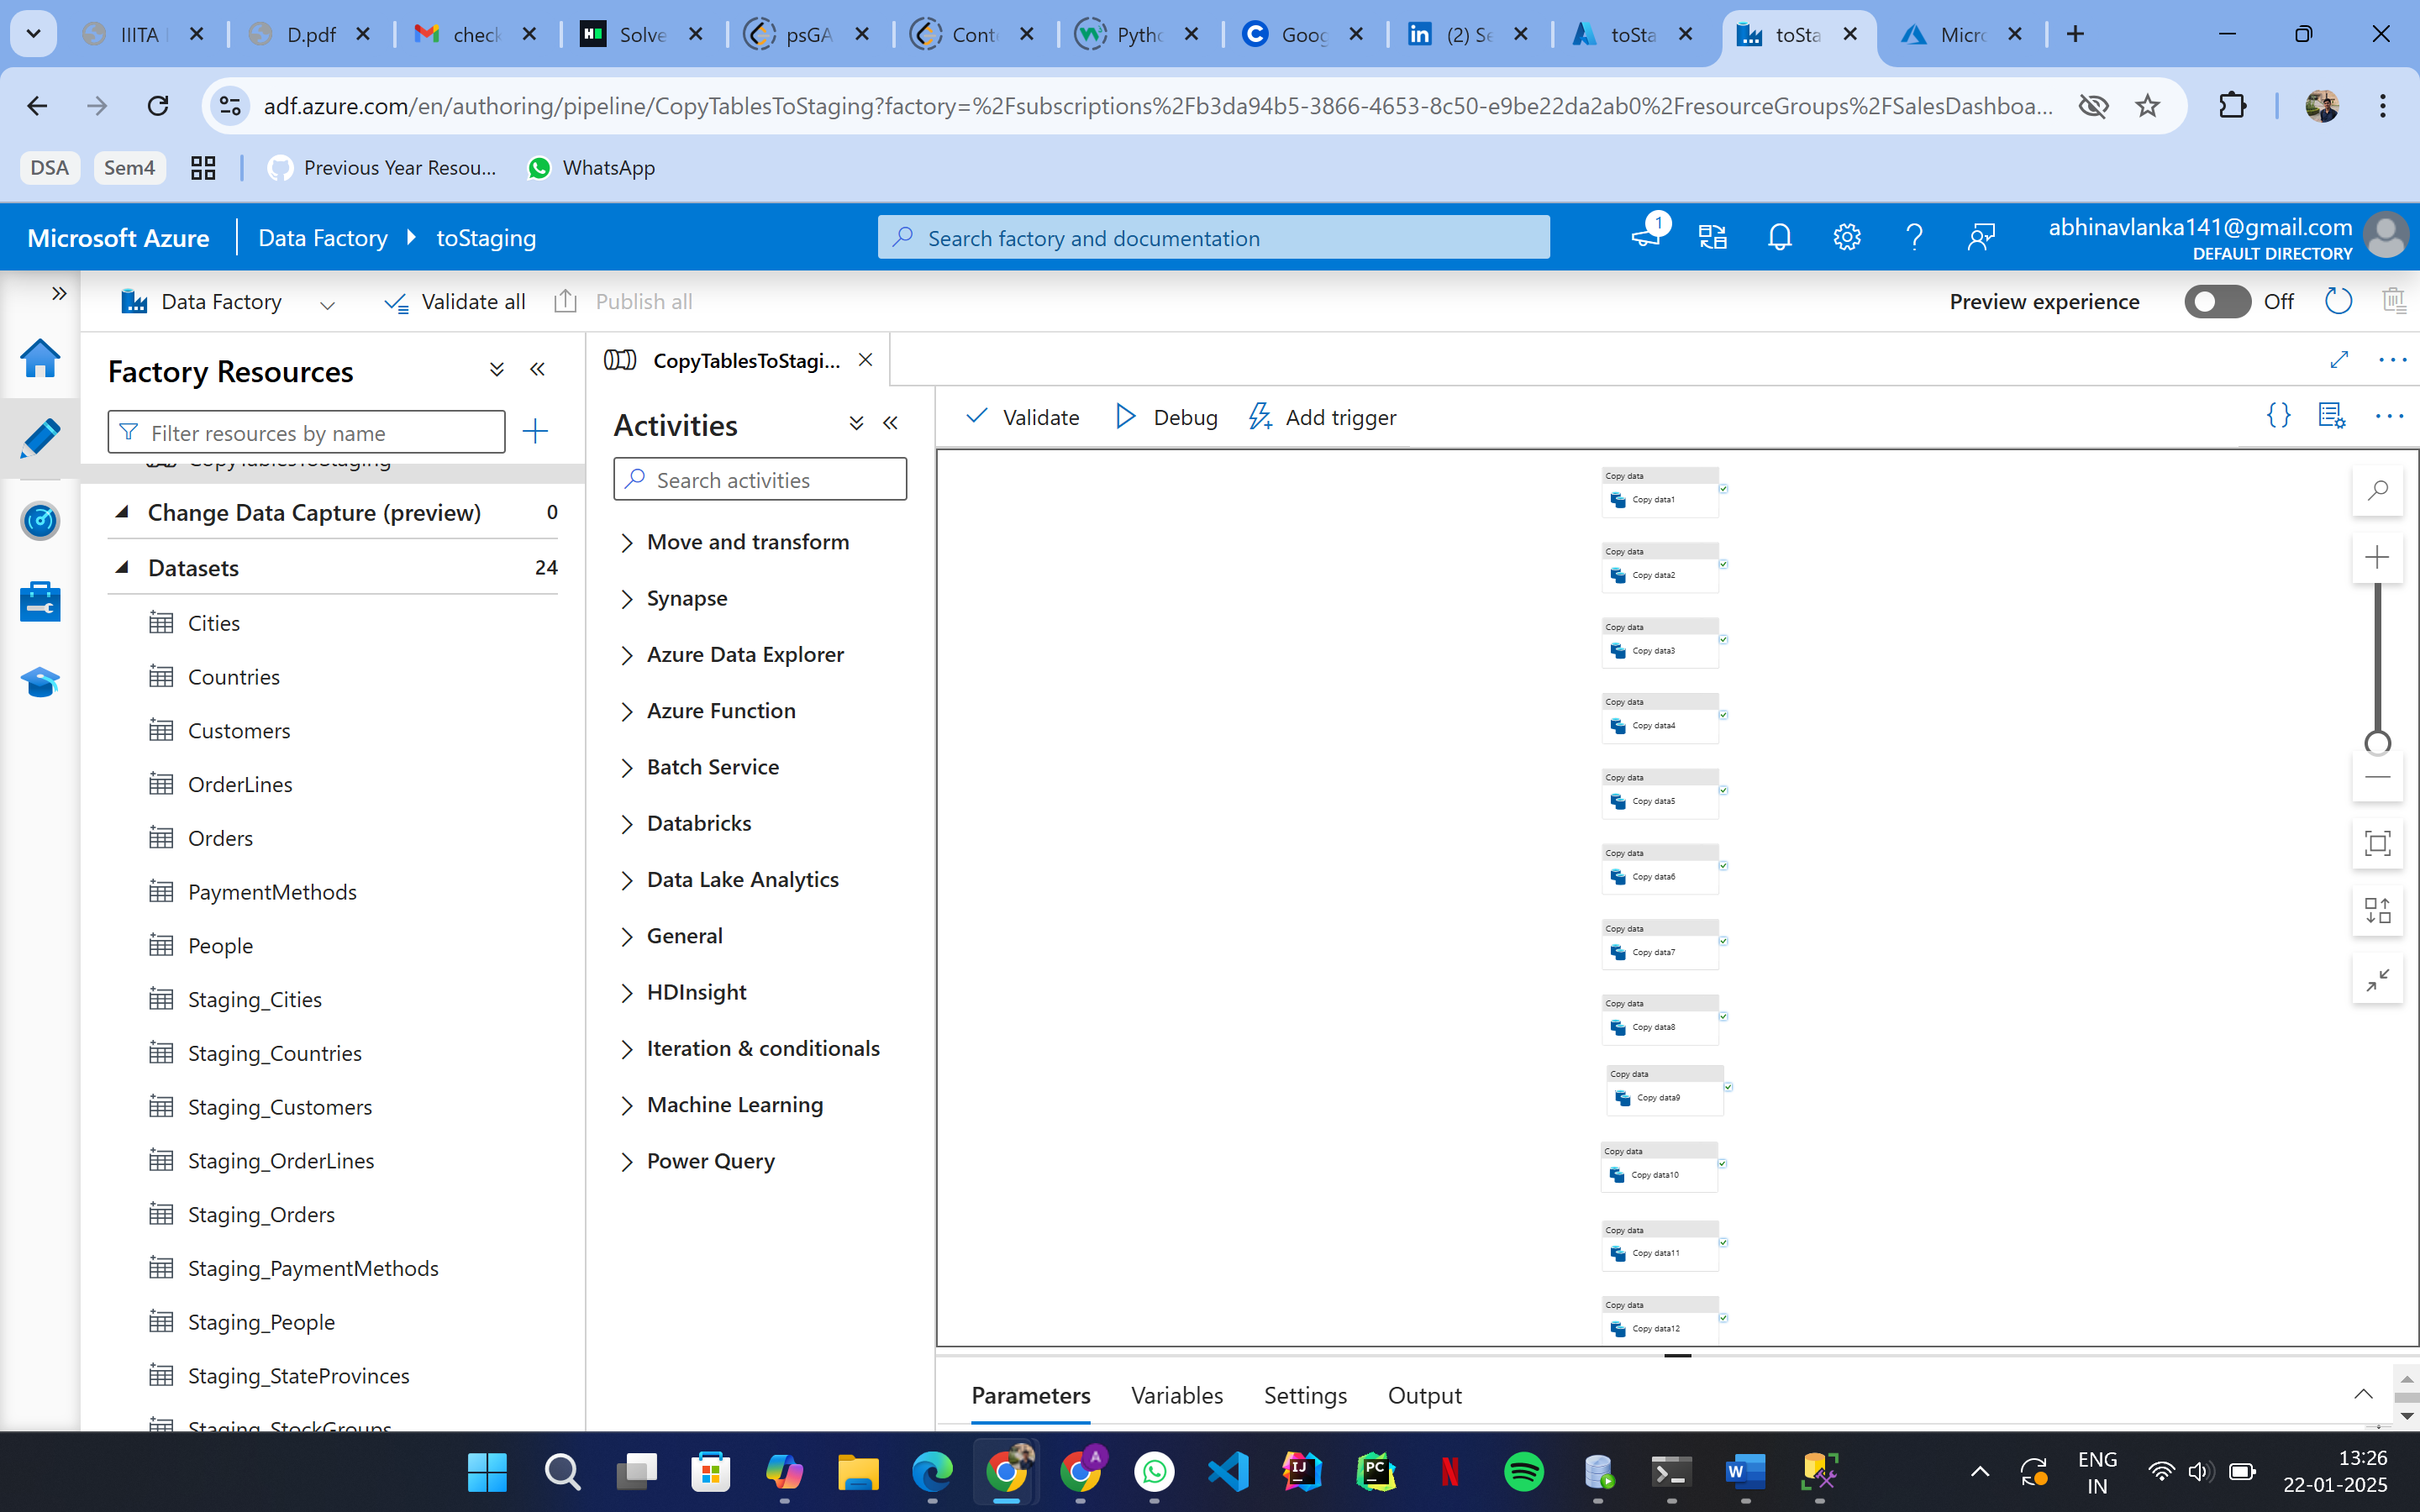 IIITA
D.pdf
check
Solve
psGA
Conte
Pytho
Goog
(2) Se
toSta
toSta
Micro
adf.azure.com/en/authoring/pipeline/CopyTablesToStaging?factory=%2Fsubscriptions%2Fb3da94b5-3866-4653-8c50-e9be22da2ab0%2FresourceGroups%2FSalesDashboa...
DSA
Sem4
Previous Year Resou...
WhatsApp
Microsoft Azure
Data Factory
toStaging
Search factory and documentation
1
abhinavlanka141@gmail.com
DEFAULT DIRECTORY
Data Factory
Validate all
Publish all
Preview experience
Off
Factory Resources
Filter resources by name
CopyTablesToStaging
Change Data Capture (preview) 0
Datasets 24
Cities
Countries
Customers
OrderLines
Orders
PaymentMethods
People
Staging_Cities
Staging_Countries
Staging_Customers
Staging_OrderLines
Staging_Orders
Staging_PaymentMethods
Staging_People
Staging_StateProvinces
Staging_StockGroups
CopyTablesToStagi...
Activities
Search activities
Move and transform
Synapse
Azure Data Explorer
Azure Function
Batch Service
Databricks
Data Lake Analytics
General
HDInsight
Iteration & conditionals
Machine Learning
Power Query
Validate
Debug
Add trigger
Copy data
Copy data1
Copy data
Copy data2
Copy data
Copy data3
Copy data
Copy data4
Copy data
Copy data5
Copy data
Copy data6
Copy data
Copy data7
Copy data
Copy data8
Copy data
Copy data9
Copy data
Copy data10
Copy data
Copy data11
Copy data
Copy data12
Parameters
Variables
Settings
Output
ENG
IN
13:26
22-01-2025